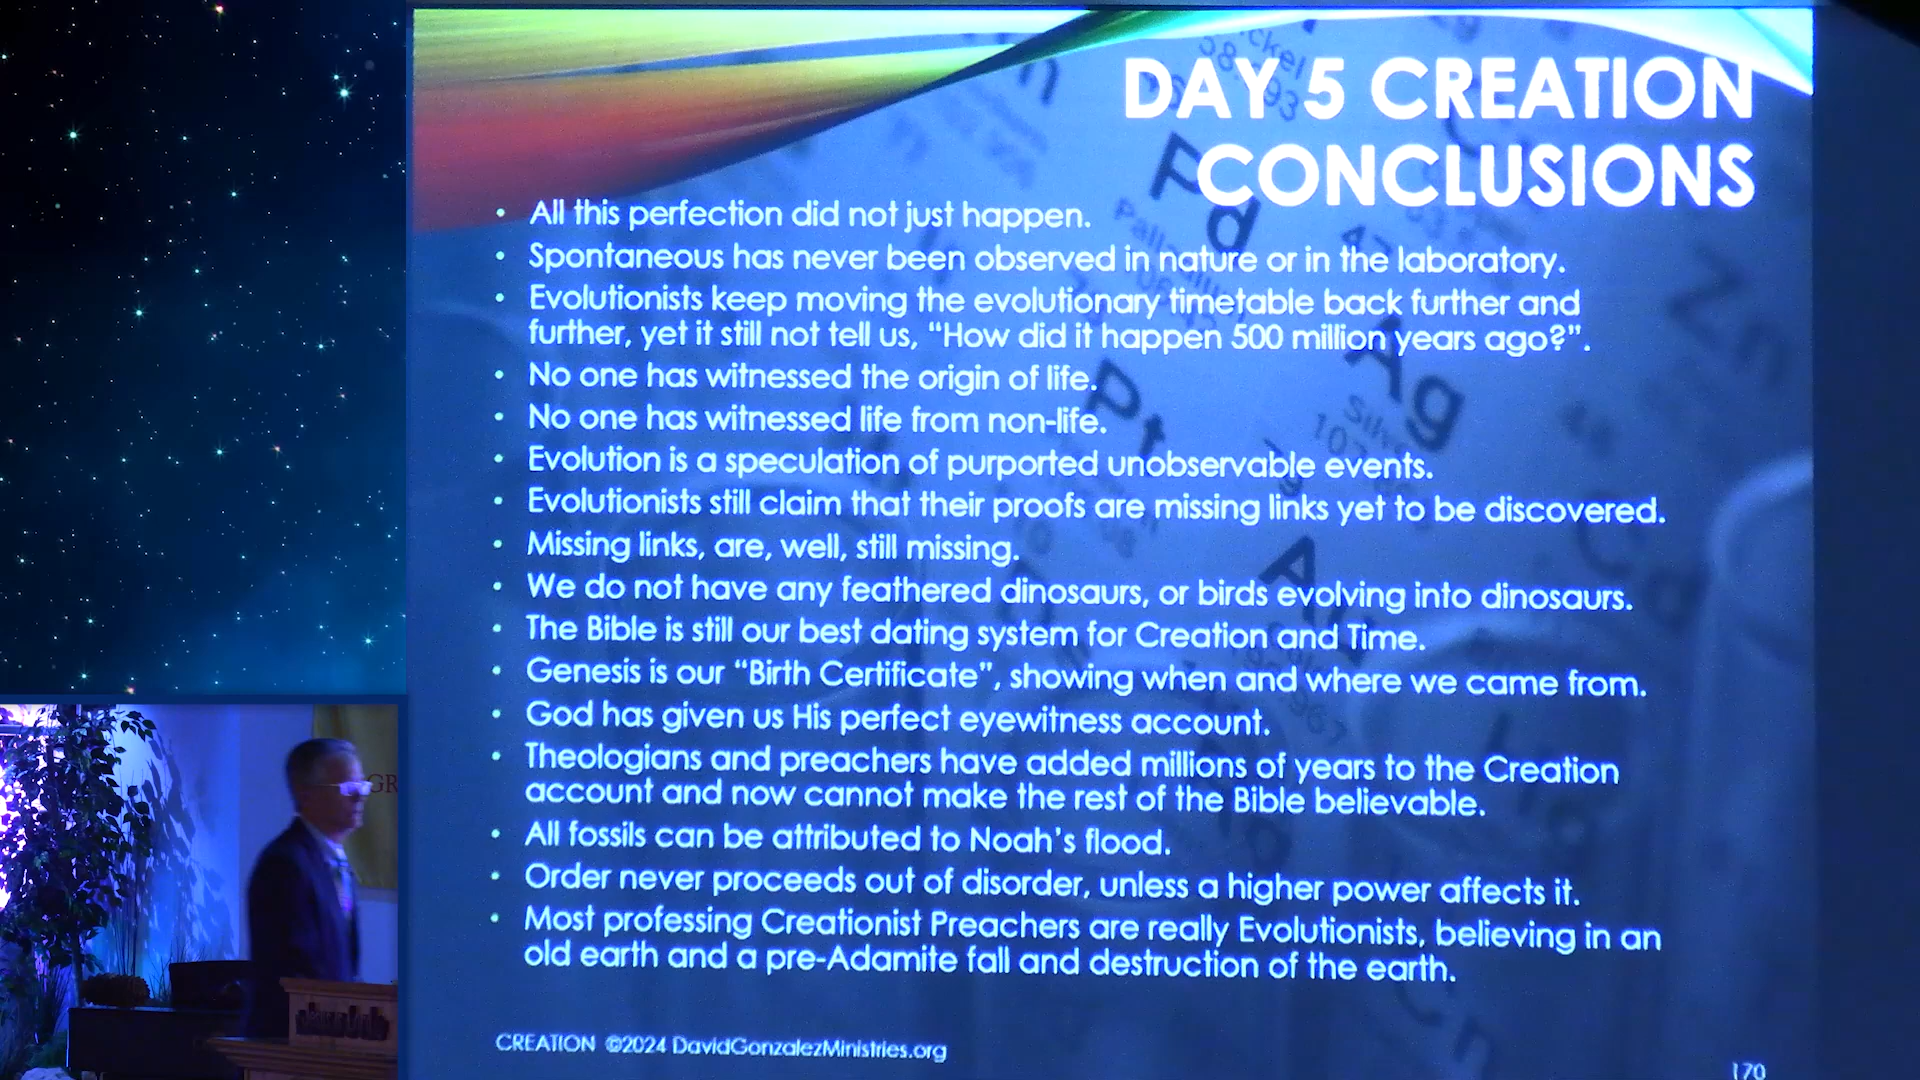 DAY 5 CREATION
CONCLUSIONS
• All this perfection did not just happen.
• Spontaneous has never been observed in nature or in the laboratory.
• Evolutionists keep moving the evolutionary timetable back further and
further, yet it still not tell us, “How did it happen 500 million years ago?”.
• No one has witnessed the origin of life.
• No one has witnessed life from non-life.
• Evolution is a speculation of purported unobservable events.
• Evolutionists still claim that their proofs are missing links yet to be discovered.
• Missing links, are, well, still missing.
• We do not have any feathered dinosaurs, or birds evolving into dinosaurs.
• The Bible is still our best dating system for Creation and Time.
• Genesis is our “Birth Certificate”, showing when and where we came from.
• God has given us His perfect eyewitness account.
• Theologians and preachers have added millions of years to the Creation
account and now cannot make the rest of the Bible believable.
• All fossils can be attributed to Noah’s flood.
• Order never proceeds out of disorder, unless a higher power affects it.
• Most professing Creationist Preachers are really Evolutionists, believing in an
old earth and a pre-Adamite fall and destruction of the earth.
CREATION ©2024 DavidGonzalezMinistries.org
170
Pd
Ag
Pt
Zn
Cd
GR